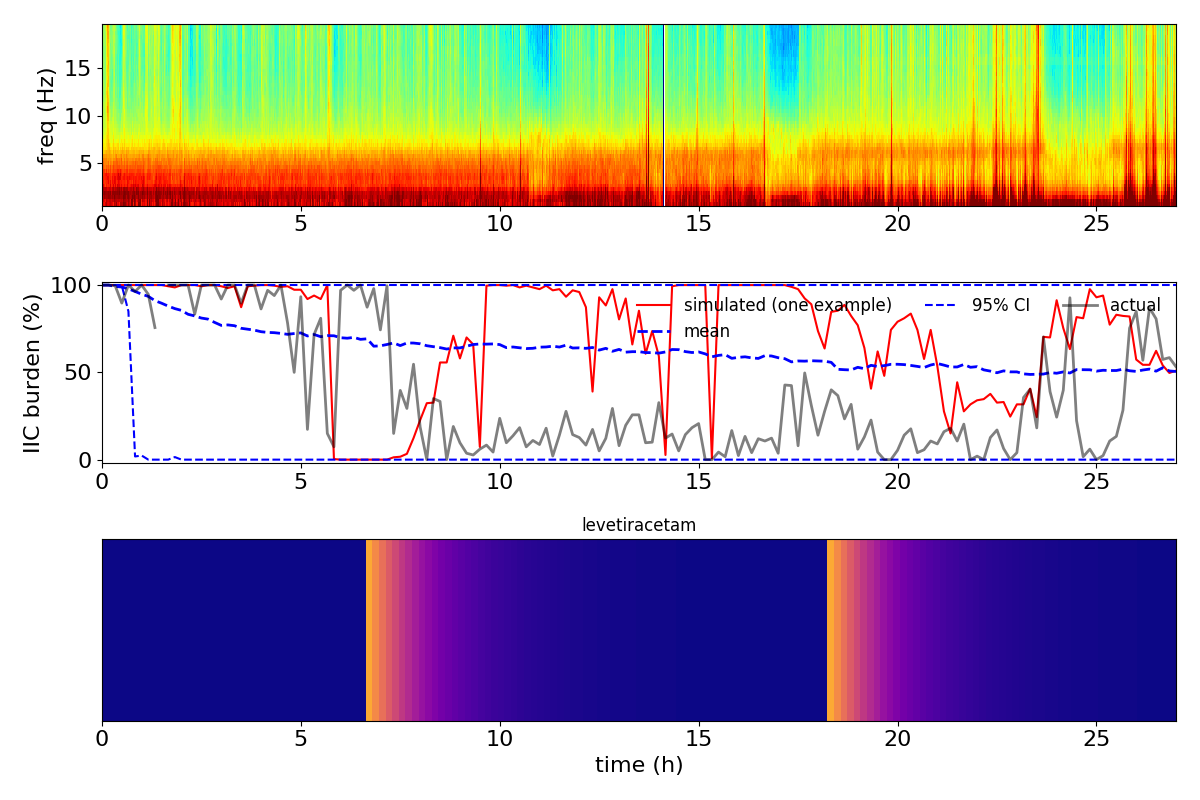 freq (Hz)
15
10
5
0 5 10 15 20 25
IIC burden (%)
100
50
0
simulated (one example) 95% CI actual
mean
0 5 10 15 20 25
levetiracetam
0 5 10 15 20 25
time (h)